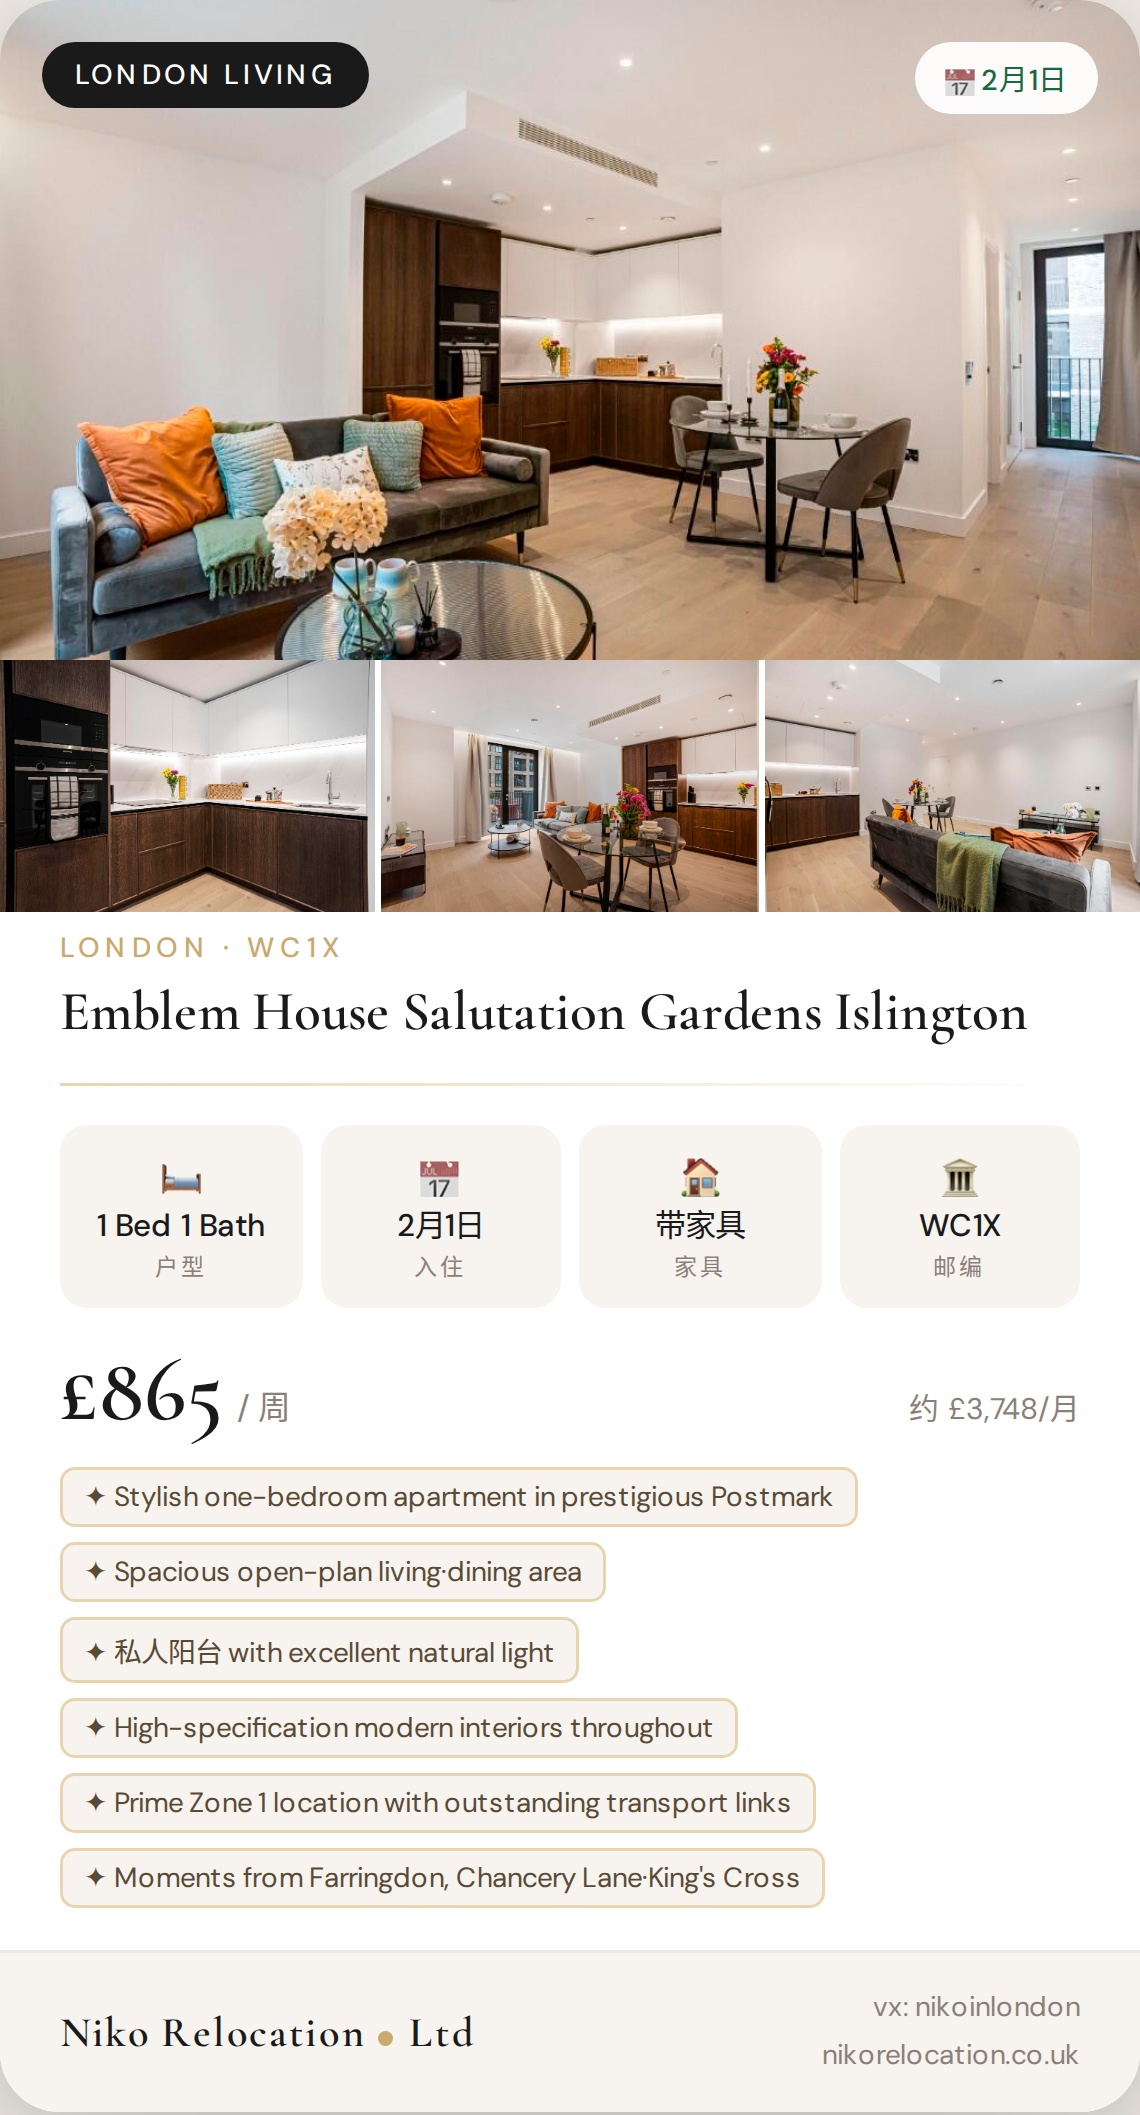 LONDON LIVING
📅 2月1日
LONDON · WC1X
Emblem House Salutation Gardens Islington
🛏️ 📅 🏠 🏛️
1 Bed 1 Bath 2月1日 带家具 WC1X
户型 入住 家具 邮编
£865 / 周 约 £3,748/月
✦ Stylish one-bedroom apartment in prestigious Postmark
✦ Spacious open-plan living·dining area
✦ 私人阳台 with excellent natural light
✦ High-specification modern interiors throughout
✦ Prime Zone 1 location with outstanding transport links
✦ Moments from Farringdon, Chancery Lane·King's Cross
Niko Relocation ● Ltd
vx: nikoinlondon
nikorelocation.co.uk